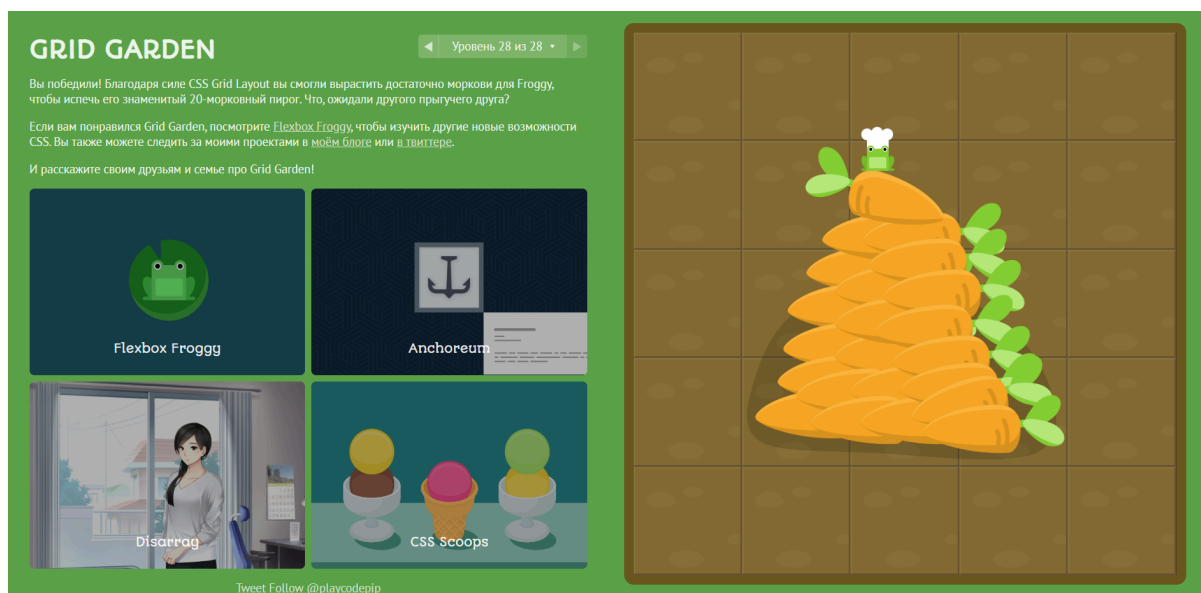 GRID GARDEN
Уровень 28 из 28
Вы победили! Благодаря силе CSS Grid Layout вы смогли вырастить достаточно моркови для Froggy,
чтобы испечь его знаменитый 20-морковный пирог. Что, ожидали другого прыгучего друга?
Если вам понравился Grid Garden, посмотрите Flexbox Froggy, чтобы изучить другие новые возможности
CSS. Вы также можете следить за моими проектами в моём блоге или в твиттере.
И расскажите своим друзьям и семье про Grid Garden!
Flexbox Froggy
Anchoreum
Disarray
CSS Scoops
Tweet Follow @playcodepip